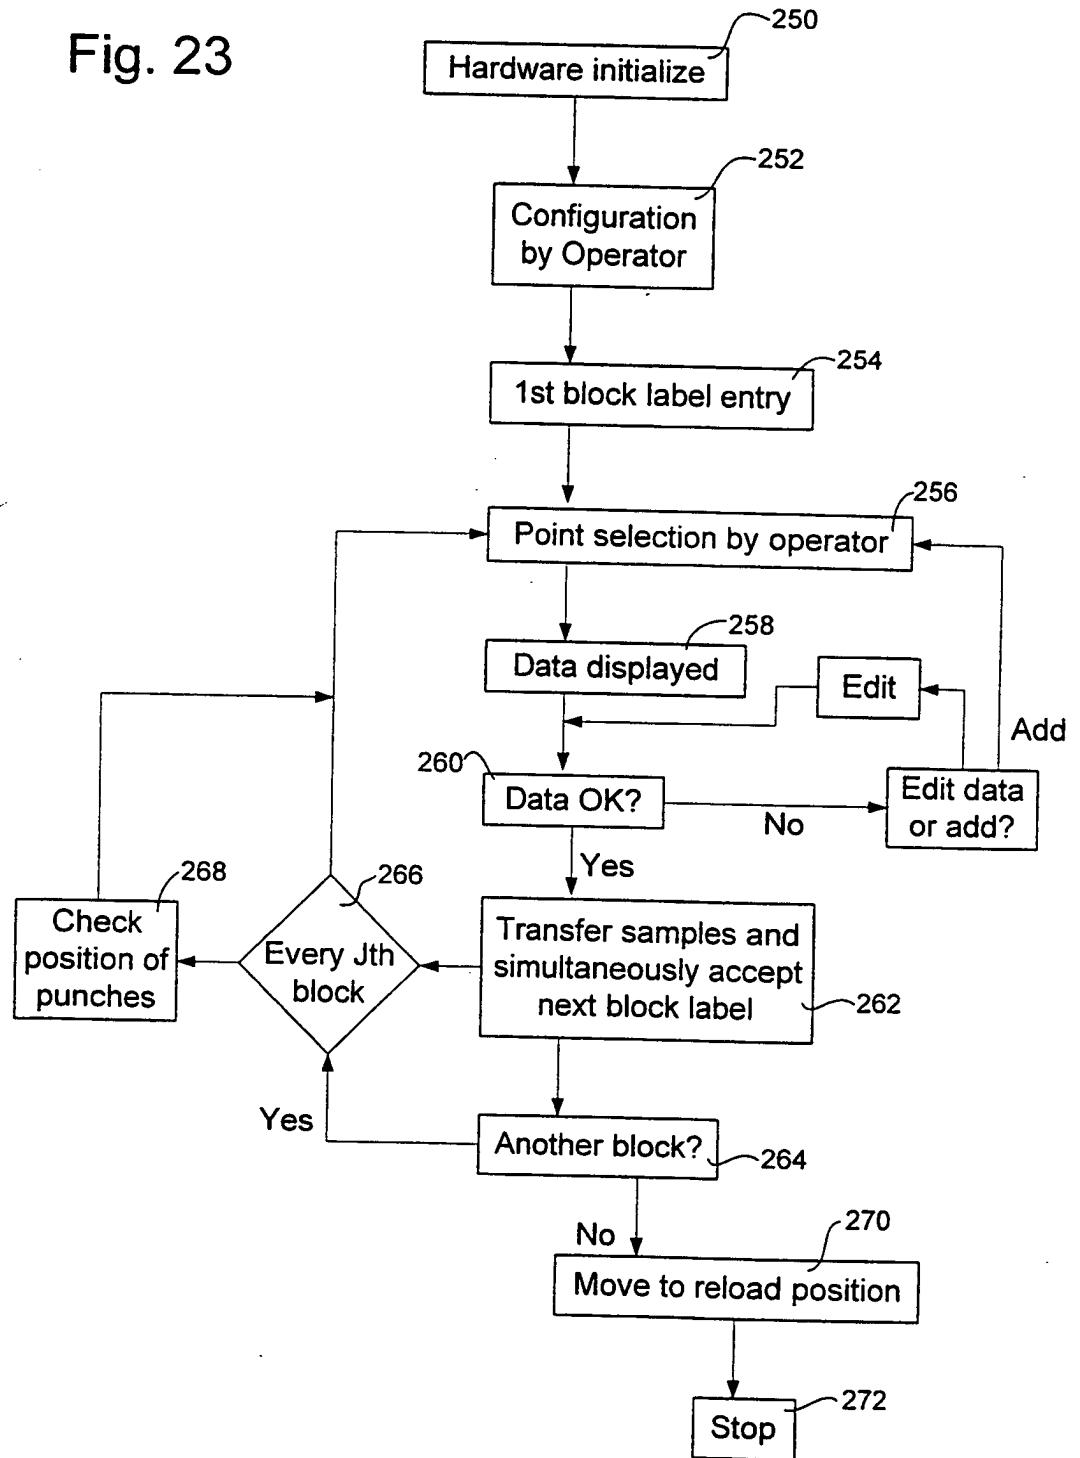 Fig. 23
250
Hardware initialize
252
Configuration
by Operator
254
1st block label entry
256
Point selection by operator
258
Data displayed
Edit
Add
260
Data OK?
No
Edit data
or add?
Yes
268
266
Check
position of
punches
Every Jth
block
Transfer samples and
simultaneously accept
next block label
262
Yes
Another block?
264
No
270
Move to reload position
272
Stop